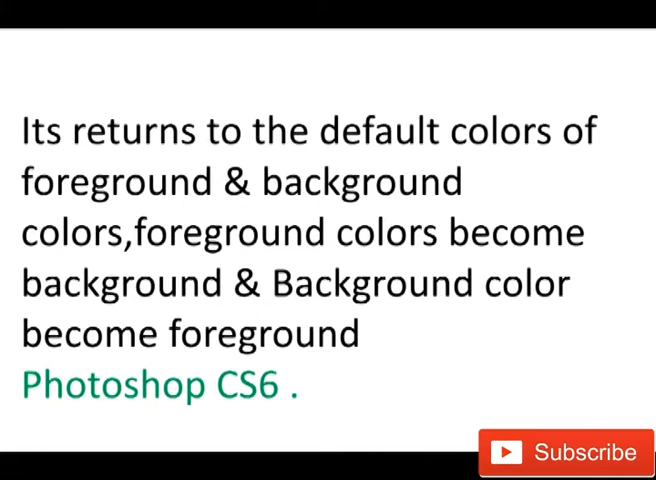 Its returns to the default colors of
foreground & background
colors,foreground colors become
background & Background color
become foreground
Photoshop CS6 .
Subscribe